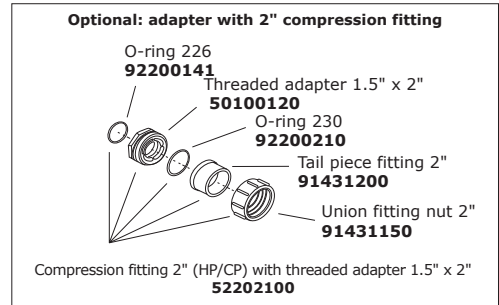 Optional: adapter with 2" compression fitting
O-ring 226
92200141
Threaded adapter 1.5" x 2"
50100120
O-ring 230
92200210
Tail piece fitting 2"
91431200
Union fitting nut 2"
91431150
Compression fitting 2" (HP/CP) with threaded adapter 1.5" x 2"
52202100